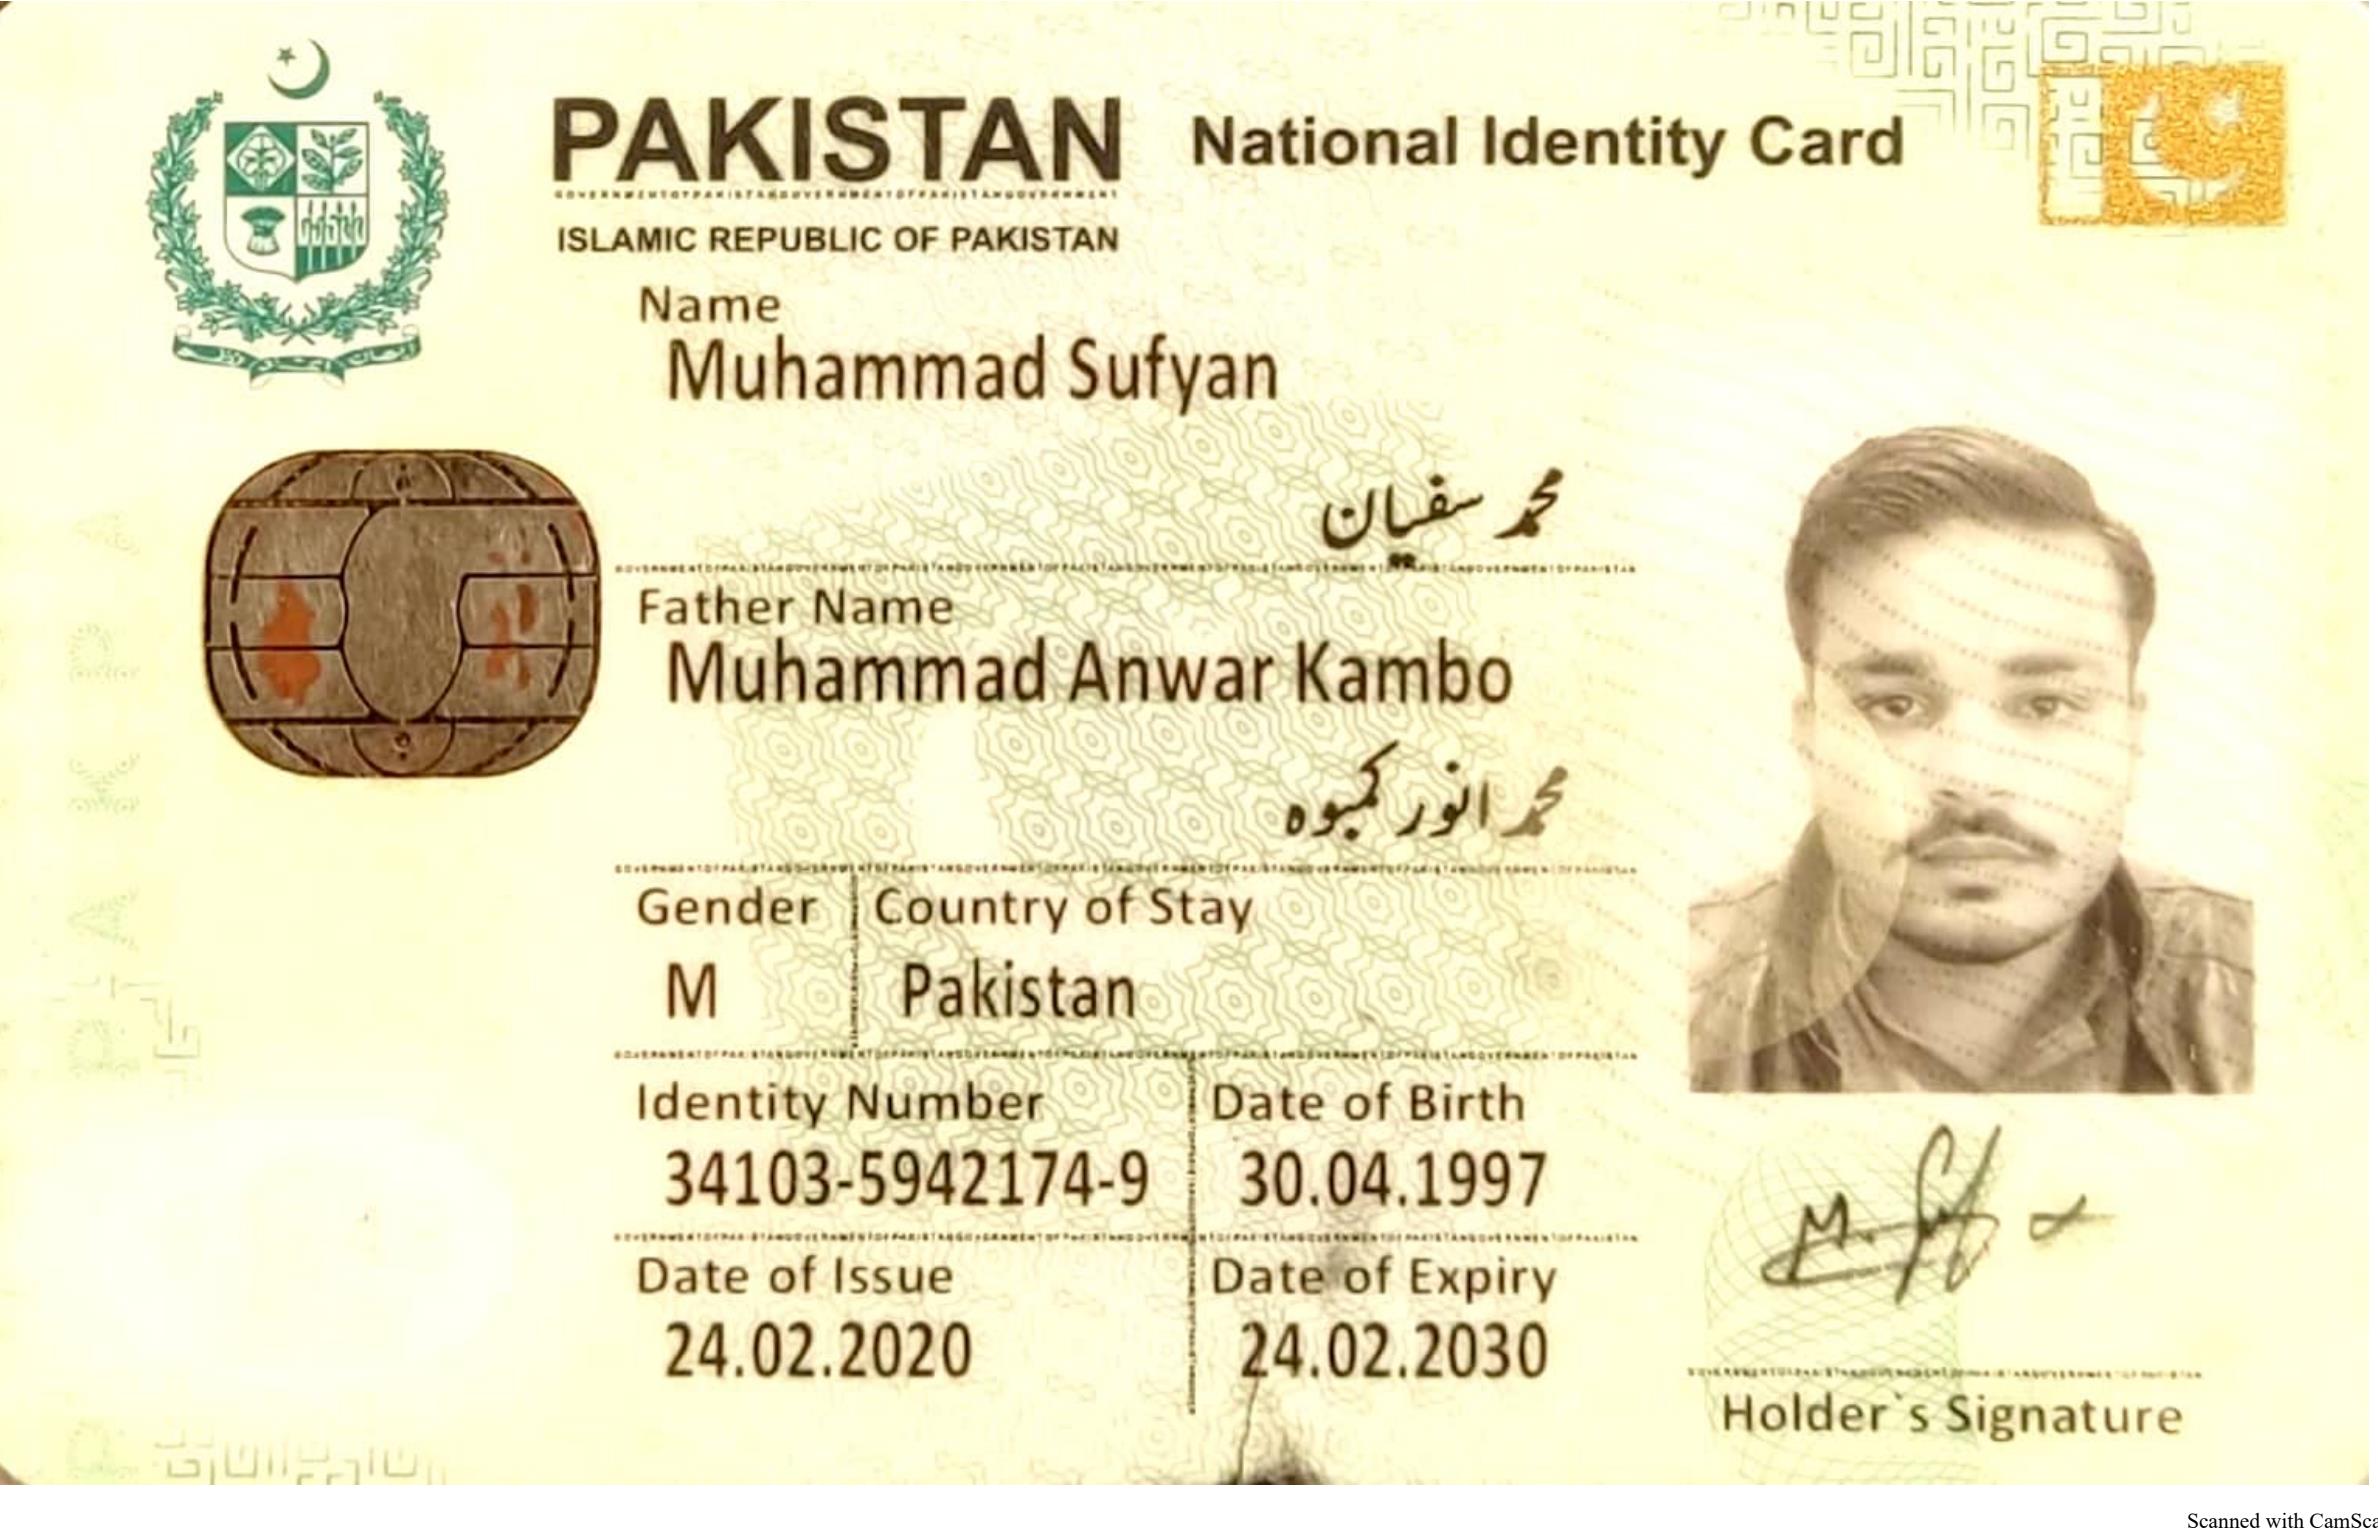 PAKISTAN National Identity Card
ISLAMIC REPUBLIC OF PAKISTAN
Name
Muhammad Sufyan
محمد سفیان
Father Name
Muhammad Anwar Kambo
محمد انور کمبوہ
Gender Country of Stay
M Pakistan
Identity Number Date of Birth
34103-5942174-9 30.04.1997
Date of Issue Date of Expiry
24.02.2020 24.02.2030
Holder`s Signature
Scanned with CamSca